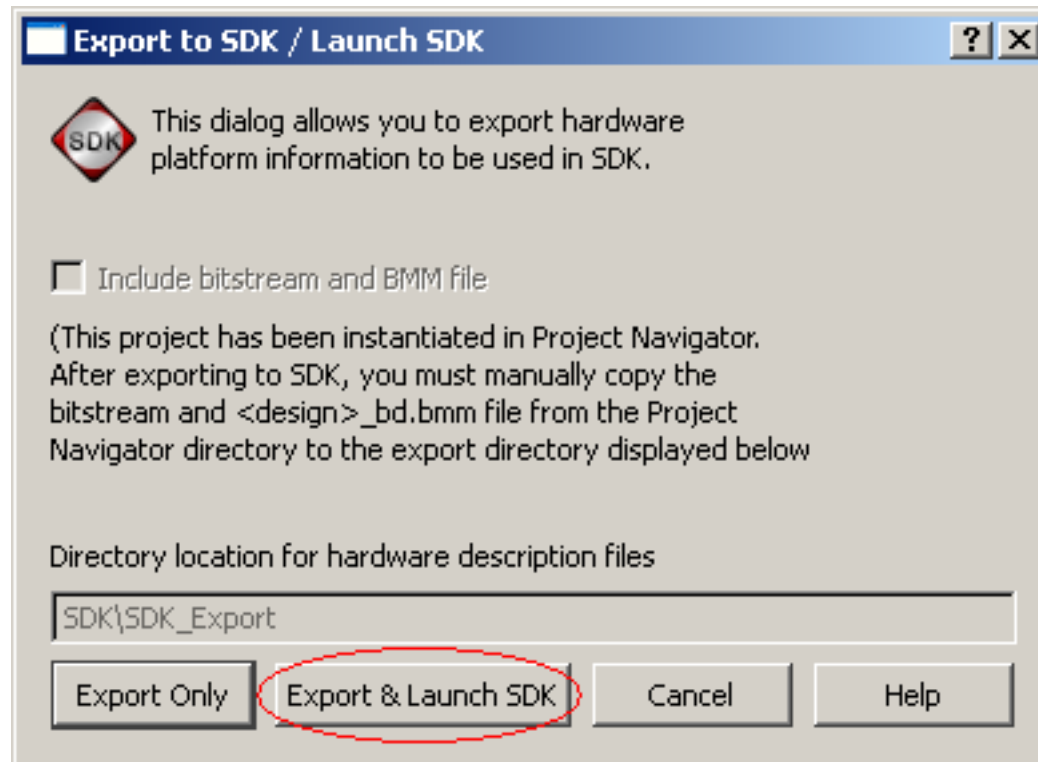 Export to SDK / Launch SDK
SDK
This dialog allows you to export hardware
platform information to be used in SDK.
Include bitstream and BMM file
(This project has been instantiated in Project Navigator.
After exporting to SDK, you must manually copy the
bitstream and <design>_bd.bmm file from the Project
Navigator directory to the export directory displayed below
Directory location for hardware description files
SDK\SDK_Export
Export Only Export & Launch SDK Cancel Help